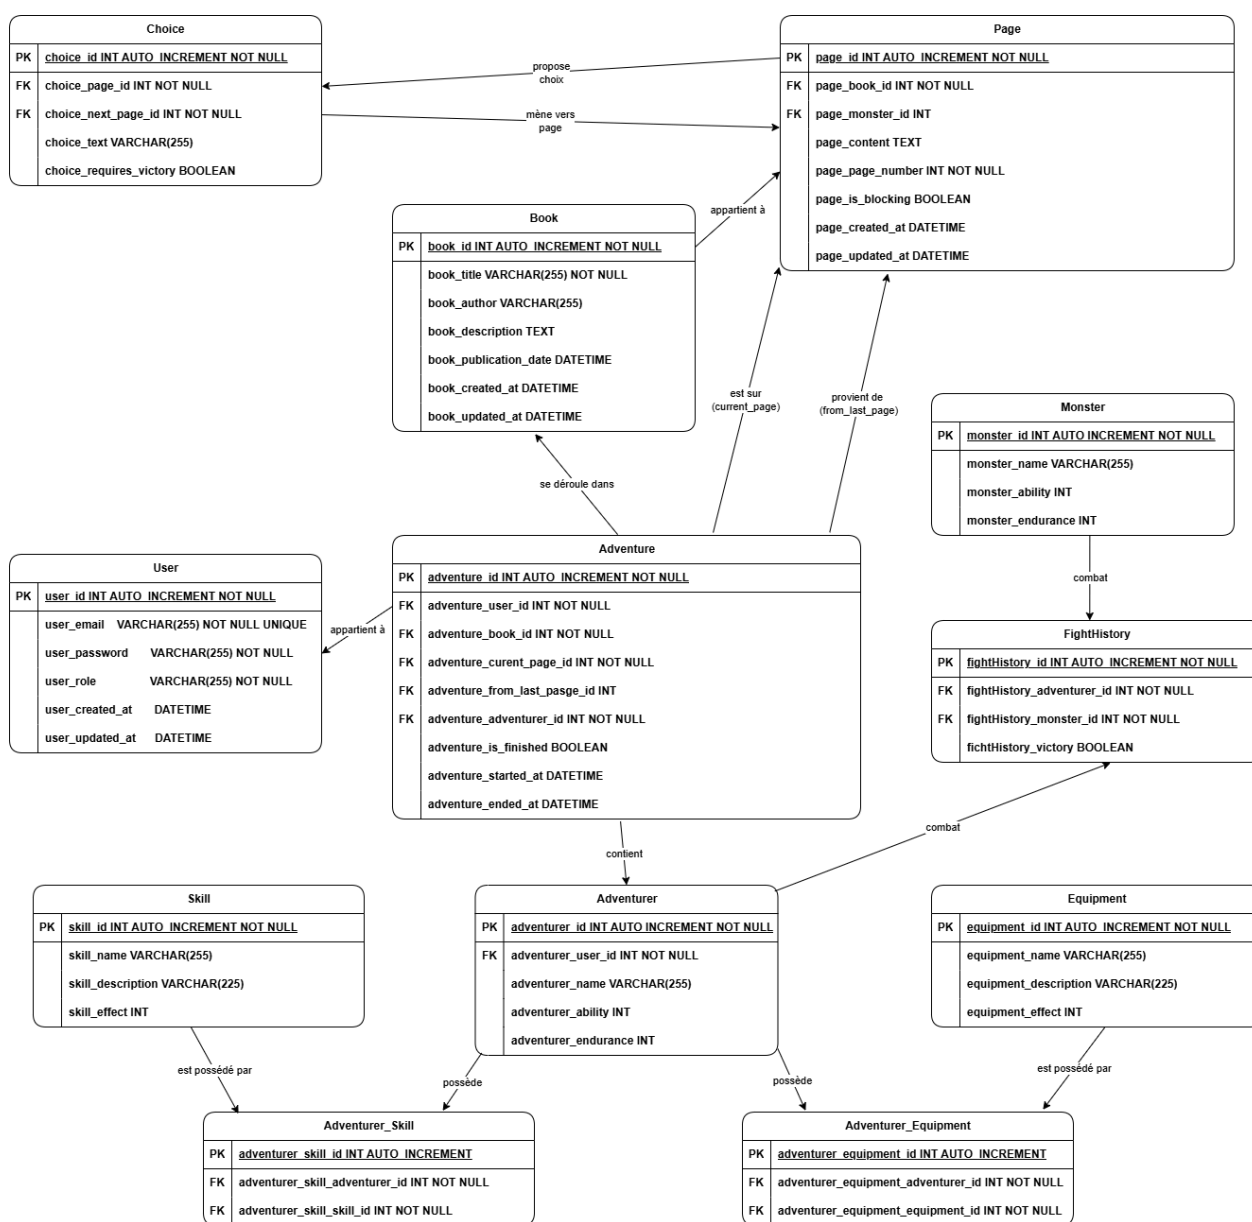 Choice
PK choice_id INT AUTO_INCREMENT NOT NULL
FK choice_page_id INT NOT NULL
FK choice_next_page_id INT NOT NULL
choice_text VARCHAR(255)
choice_requires_victory BOOLEAN
propose
choix
mène vers
page
Page
PK page_id INT AUTO_INCREMENT NOT NULL
FK page_book_id INT NOT NULL
FK page_monster_id INT
page_content TEXT
page_page_number INT NOT NULL
page_is_blocking BOOLEAN
page_created_at DATETIME
page_updated_at DATETIME
Book
PK book_id INT AUTO_INCREMENT NOT NULL
book_title VARCHAR(255) NOT NULL
book_author VARCHAR(255)
book_description TEXT
book_publication_date DATETIME
book_created_at DATETIME
book_updated_at DATETIME
appartient à
est sur
(current_page)
provient de
(from_last_page)
se déroule dans
Monster
PK monster_id INT AUTO INCREMENT NOT NULL
monster_name VARCHAR(255)
monster_ability INT
monster_endurance INT
combat
User
PK user_id INT AUTO_INCREMENT NOT NULL
user_email VARCHAR(255) NOT NULL UNIQUE
user_password VARCHAR(255) NOT NULL
user_role VARCHAR(255) NOT NULL
user_created_at DATETIME
user_updated_at DATETIME
appartient à
Adventure
PK adventure_id INT AUTO_INCREMENT NOT NULL
FK adventure_user_id INT NOT NULL
FK adventure_book_id INT NOT NULL
FK adventure_curent_page_id INT NOT NULL
FK adventure_from_last_pasge_id INT
FK adventure_adventurer_id INT NOT NULL
adventure_is_finished BOOLEAN
adventure_started_at DATETIME
adventure_ended_at DATETIME
FightHistory
PK fightHistory_id INT AUTO_INCREMENT NOT NULL
FK fightHistory_adventurer_id INT NOT NULL
FK fightHistory_monster_id INT NOT NULL
fichtHistory_victory BOOLEAN
combat
contient
Skill
PK skill_id INT AUTO_INCREMENT NOT NULL
skill_name VARCHAR(255)
skill_description VARCHAR(225)
skill_effect INT
Adventurer
PK adventurer_id INT AUTO INCREMENT NOT NULL
FK adventurer_user_id INT NOT NULL
adventurer_name VARCHAR(255)
adventurer_ability INT
adventurer_endurance INT
Equipment
PK equipment_id INT AUTO_INCREMENT NOT NULL
equipment_name VARCHAR(255)
equipment_description VARCHAR(225)
equipment_effect INT
est possédé par
possède
possède
est possédé par
Adventurer_Skill
PK adventurer_skill_id INT AUTO_INCREMENT
FK adventurer_skill_adventurer_id INT NOT NULL
FK adventurer_skill_skill_id INT NOT NULL
Adventurer_Equipment
PK adventurer_equipment_id INT AUTO_INCREMENT
FK adventurer_equipment_adventurer_id INT NOT NULL
FK adventurer_equipment_equipment_id INT NOT NULL